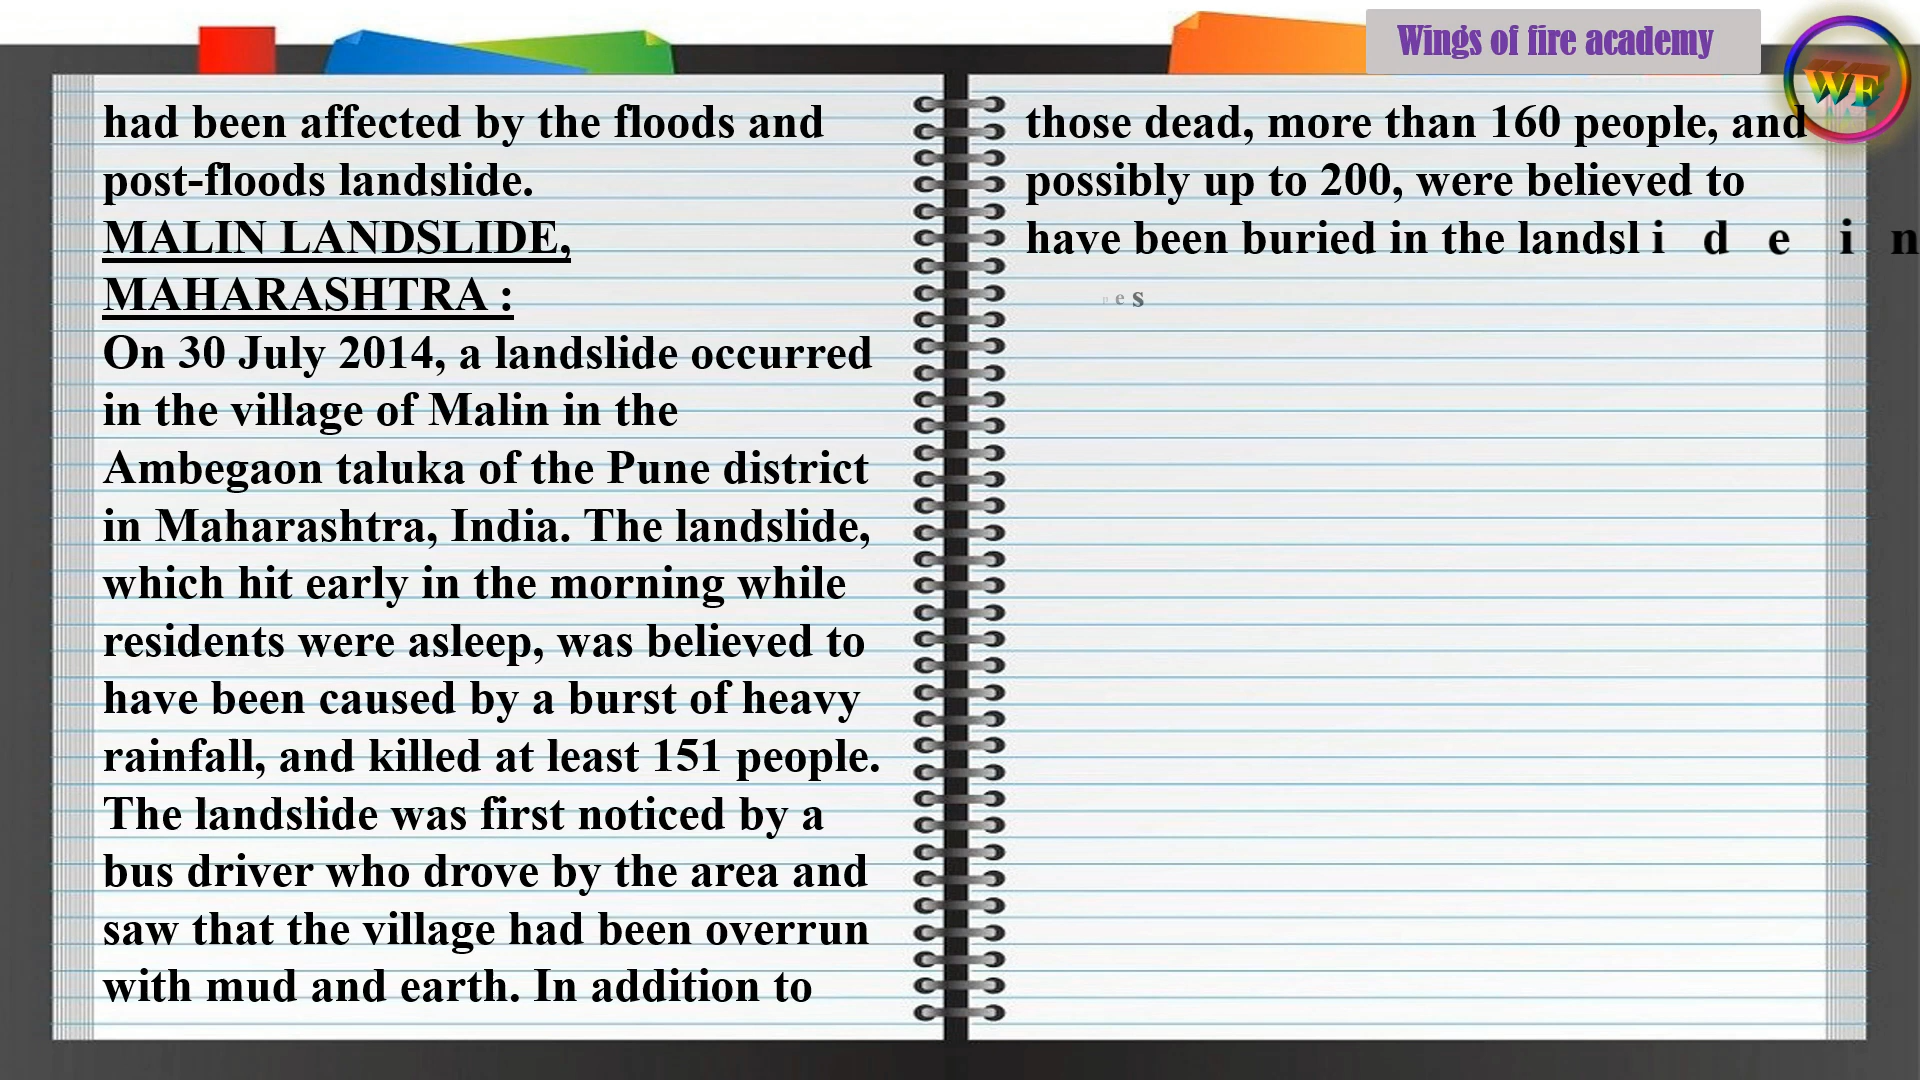 Wings of fire academy
WF
had been affected by the floods and
post-floods landslide.
MALIN LANDSLIDE,
MAHARASHTRA :
On 30 July 2014, a landslide occurred
in the village of Malin in the
Ambegaon taluka of the Pune district
in Maharashtra, India. The landslide,
which hit early in the morning while
residents were asleep, was believed to
have been caused by a burst of heavy
rainfall, and killed at least 151 people.
The landslide was first noticed by a
bus driver who drove by the area and
saw that the village had been overrun
with mud and earth. In addition to
those dead, more than 160 people, and
possibly up to 200, were believed to
have been buried in the landslide in
es